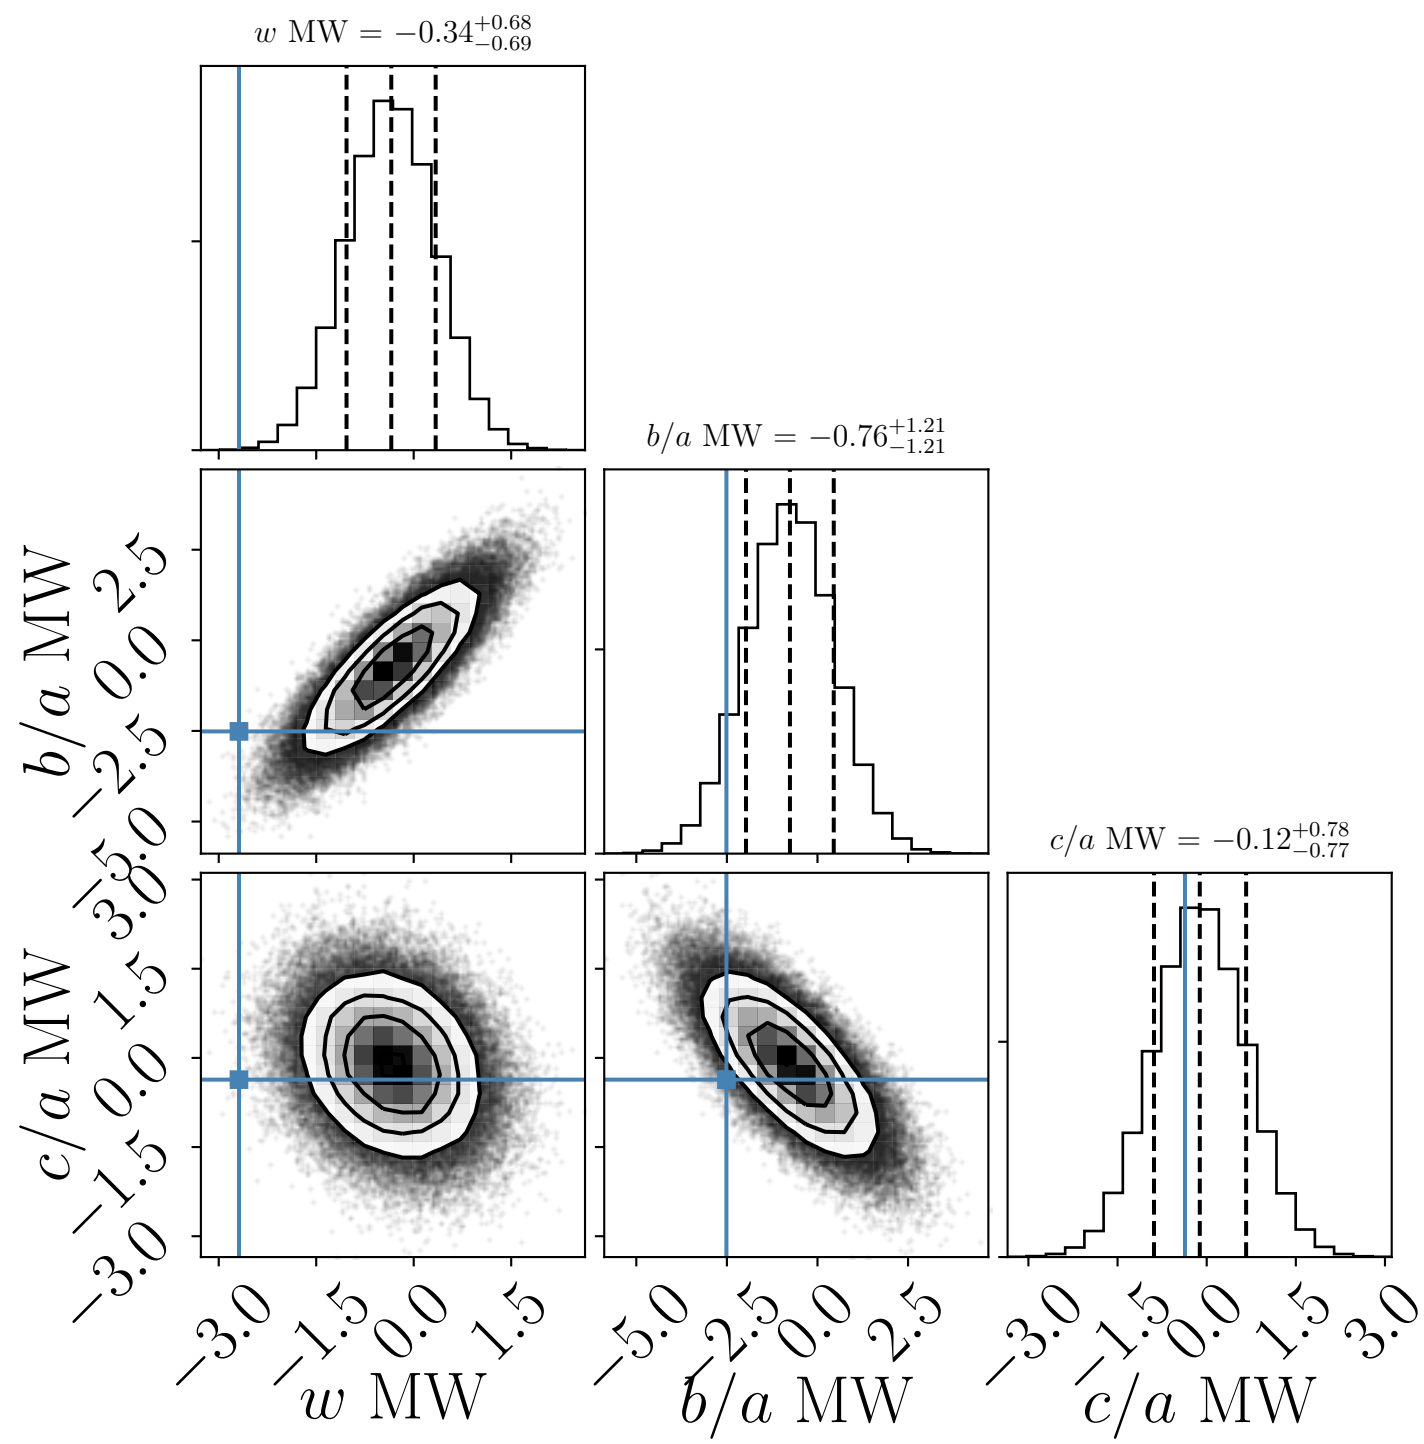 w MW = −0.34+0.68−0.69
b/a MW = −0.76+1.21−1.21
c/a MW = −0.12+0.78−0.77
b/a MW
2.5
0.0
−2.5
−5.0
c/a MW
3.0
1.5
0.0
−1.5
−3.0
−3.0 −1.5 0.0 1.5
w MW
−5.0 −2.5 0.0 2.5
b/a MW
−3.0 −1.5 0.0 1.5 3.0
c/a MW